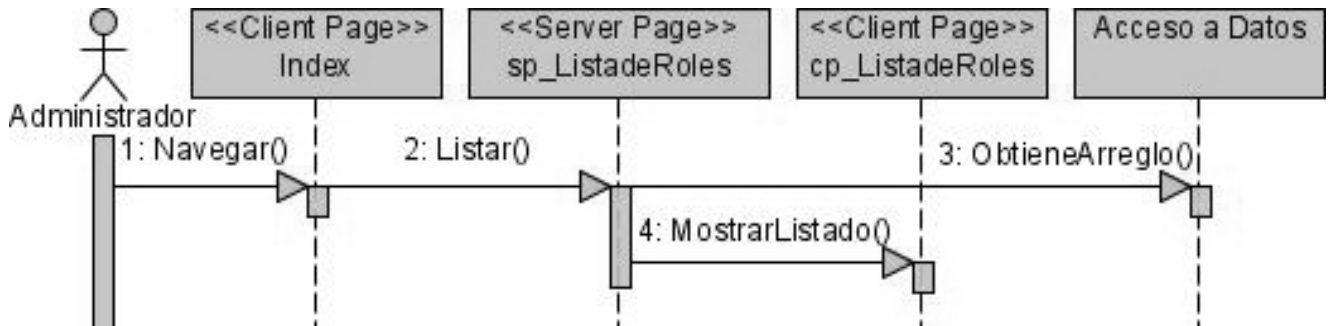 <<Client Page>>
Index
<<Server Page>>
sp_ListadeRoles
<<Client Page>>
cp_ListadeRoles
Acceso a Datos
Administrador
1: Navegar()
2: Listar()
3: ObtieneArreglo()
4: MostrarListado()